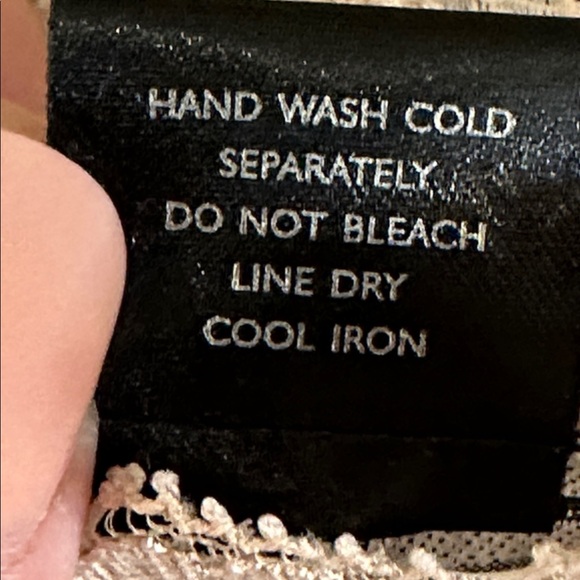 HAND WASH COLD
SEPARATELY
DO NOT BLEACH
LINE DRY
COOL IRON